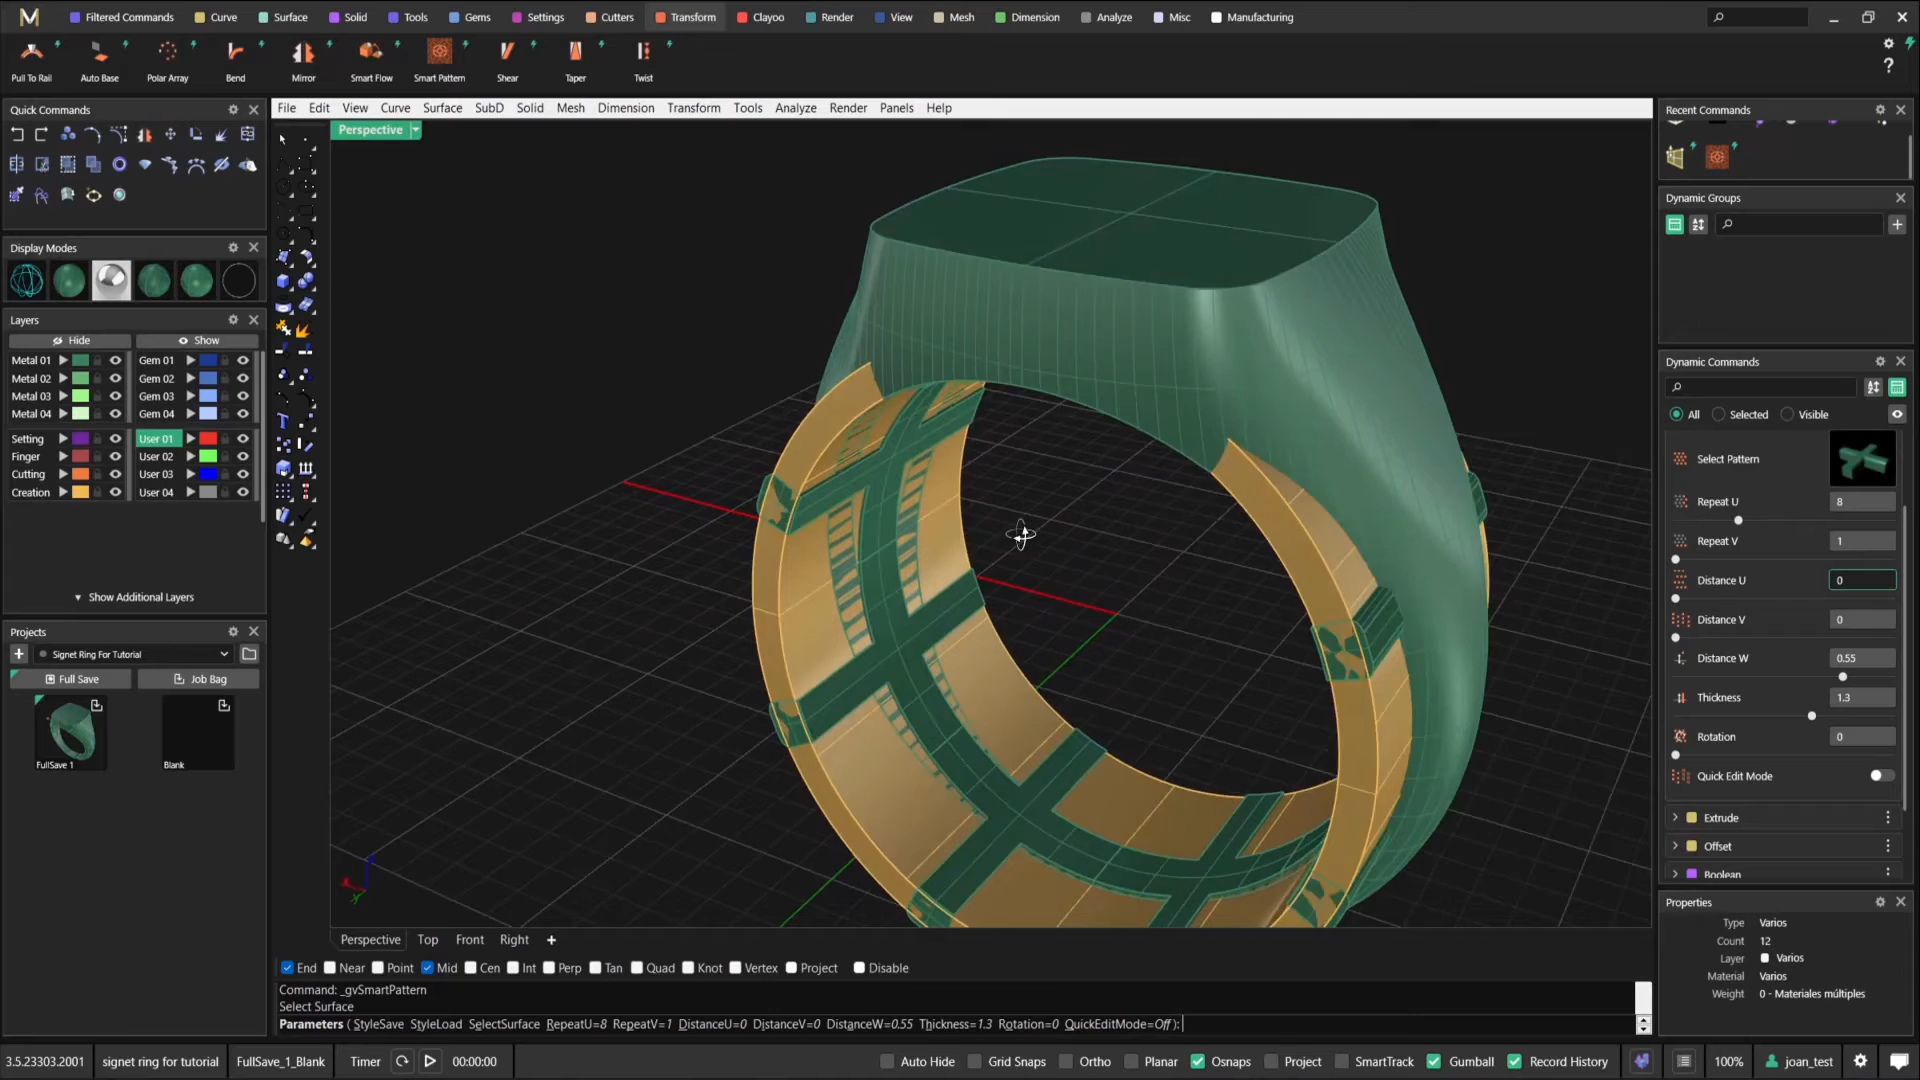 Filtered Commands Curve Surface Solid Tools Gems Settings Cutters Transform Clayoo Render View Mesh Dimension Analyze Misc Manufacturing
Pull To Rail Auto Base Polar Array Bend Mirror Smart Flow Smart Pattern Shear Taper Twist
Quick Commands
File Edit View Curve Surface SubD Solid Mesh Dimension Transform Tools Analyze Render Panels Help
Recent Commands
Perspective
Dynamic Groups
Display Modes
Layers
Hide Show
Metal 01 Gem 01
Metal 02 Gem 02
Metal 03 Gem 03
Metal 04 Gem 04
Setting User 01
Finger User 02
Cutting User 03
Creation User 04
Show Additional Layers
Dynamic Commands
All Selected Visible
Select Pattern
Repeat U 8
Repeat V 1
Distance U 0
Distance V 0
Distance W 0.55
Thickness 1.3
Rotation 0
Quick Edit Mode
Extrude
Offset
Boolean
Projects
Signet Ring For Tutorial
Full Save Job Bag
FullSave 1 Blank
Properties
Type Varios
Count 12
Layer Varios
Material Varios
Weight 0 - Materiales múltiples
Perspective Top Front Right
End Near Point Mid Cen Int Perp Tan Quad Knot Vertex Project Disable
Command: _gvSmartPattern
Select Surface
Parameters ( StyleSave StyleLoad SelectSurface RepeatU=8 RepeatV=1 DistanceU=0 DistanceV=0 DistanceW=0.55 Thickness=1.3 Rotation=0 QuickEditMode=Off ):
3.5.23303.2001 signet ring for tutorial FullSave_1_Blank Timer 00:00:00 Auto Hide Grid Snaps Ortho Planar Osnaps Project SmartTrack Gumball Record History 100% joan_test